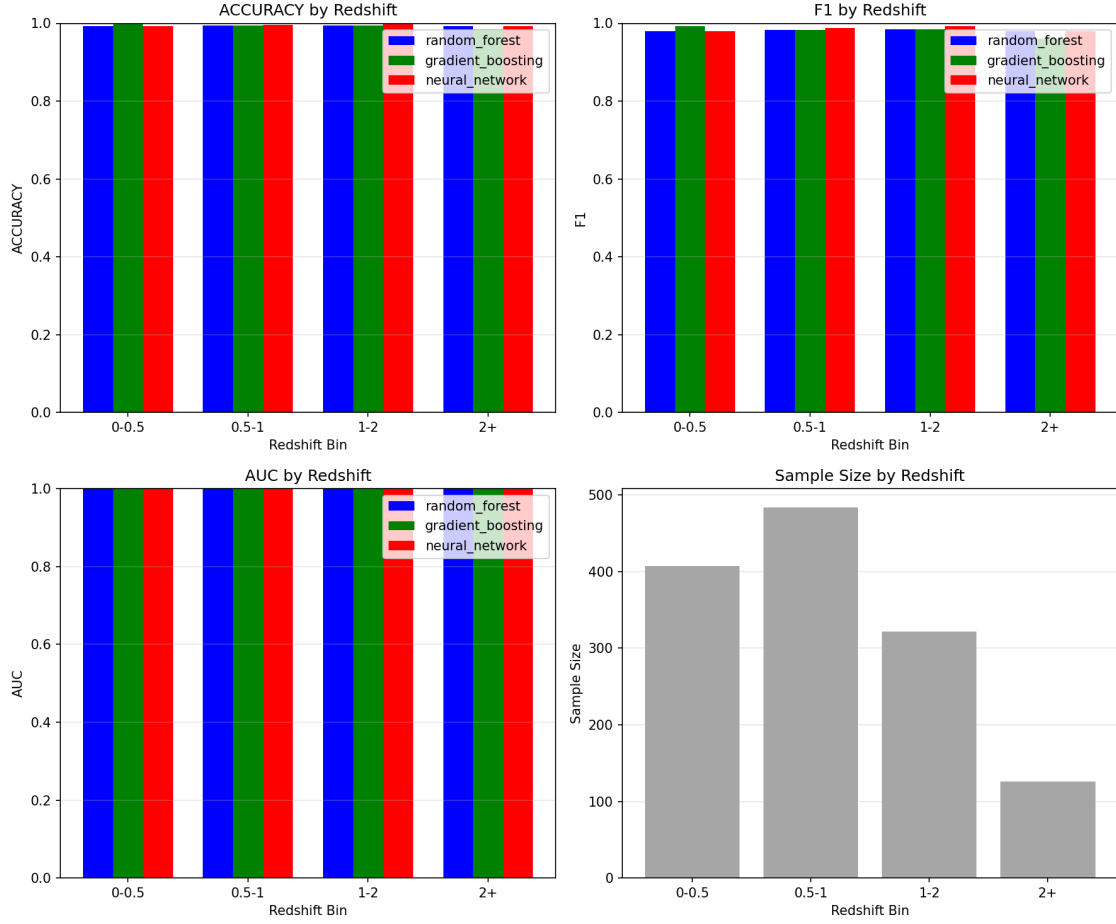 ACCURACY by Redshift
1.0
0.8
0.6
0.4
0.2
0.0
ACCURACY
random_forest
gradient_boosting
neural_network
0-0.5
0.5-1
1-2
2+
Redshift Bin
F1 by Redshift
1.0
0.8
0.6
0.4
0.2
0.0
F1
random_forest
gradient_boosting
neural_network
0-0.5
0.5-1
1-2
2+
Redshift Bin
AUC by Redshift
1.0
0.8
0.6
0.4
0.2
0.0
AUC
random_forest
gradient_boosting
neural_network
0-0.5
0.5-1
1-2
2+
Redshift Bin
Sample Size by Redshift
500
400
300
200
100
0
Sample Size
0-0.5
0.5-1
1-2
2+
Redshift Bin